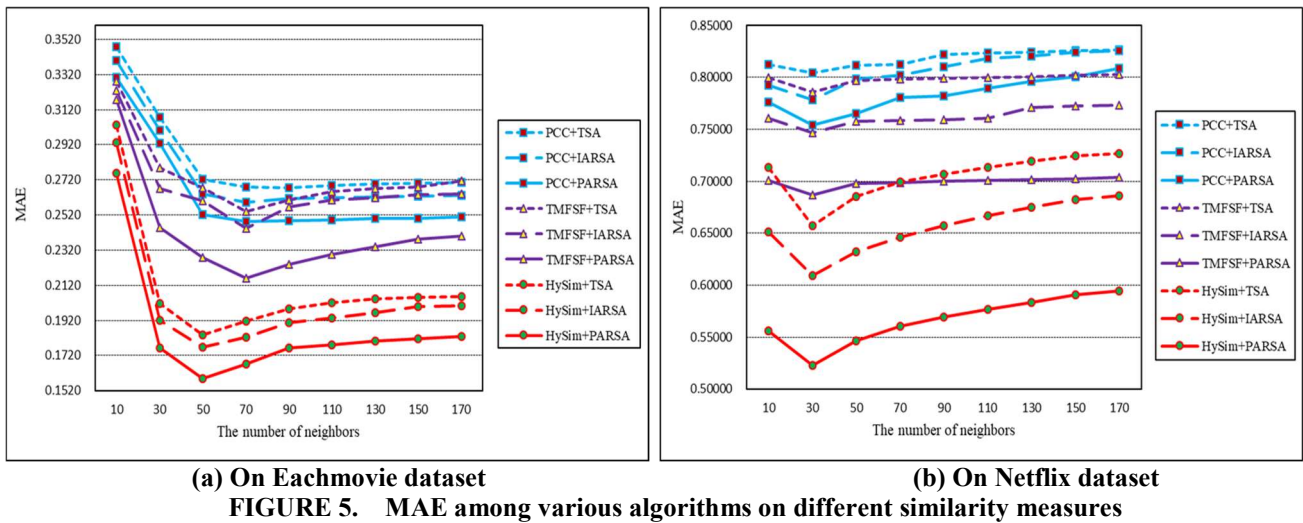 0.3520
0.3320
0.3120
0.2920
0.2720
0.2520
0.2320
0.2120
0.1920
0.1720
0.1520
MAE
10 30 50 70 90 110 130 150 170
The number of neighbors
PCC+TSA
PCC+IARSA
PCC+PARSA
TMFSF+TSA
TMFSF+IARSA
TMFSF+PARSA
HySim+TSA
HySim+IARSA
HySim+PARSA
0.85000
0.80000
0.75000
0.70000
0.65000
0.60000
0.55000
0.50000
MAE
10 30 50 70 90 110 130 150 170
The number of neighbors
PCC+TSA
PCC+IARSA
PCC+PARSA
TMFSF+TSA
TMFSF+IARSA
TMFSF+PARSA
HySim+TSA
HySim+IARSA
HySim+PARSA
(a) On Eachmovie dataset
(b) On Netflix dataset
FIGURE 5. MAE among various algorithms on different similarity measures